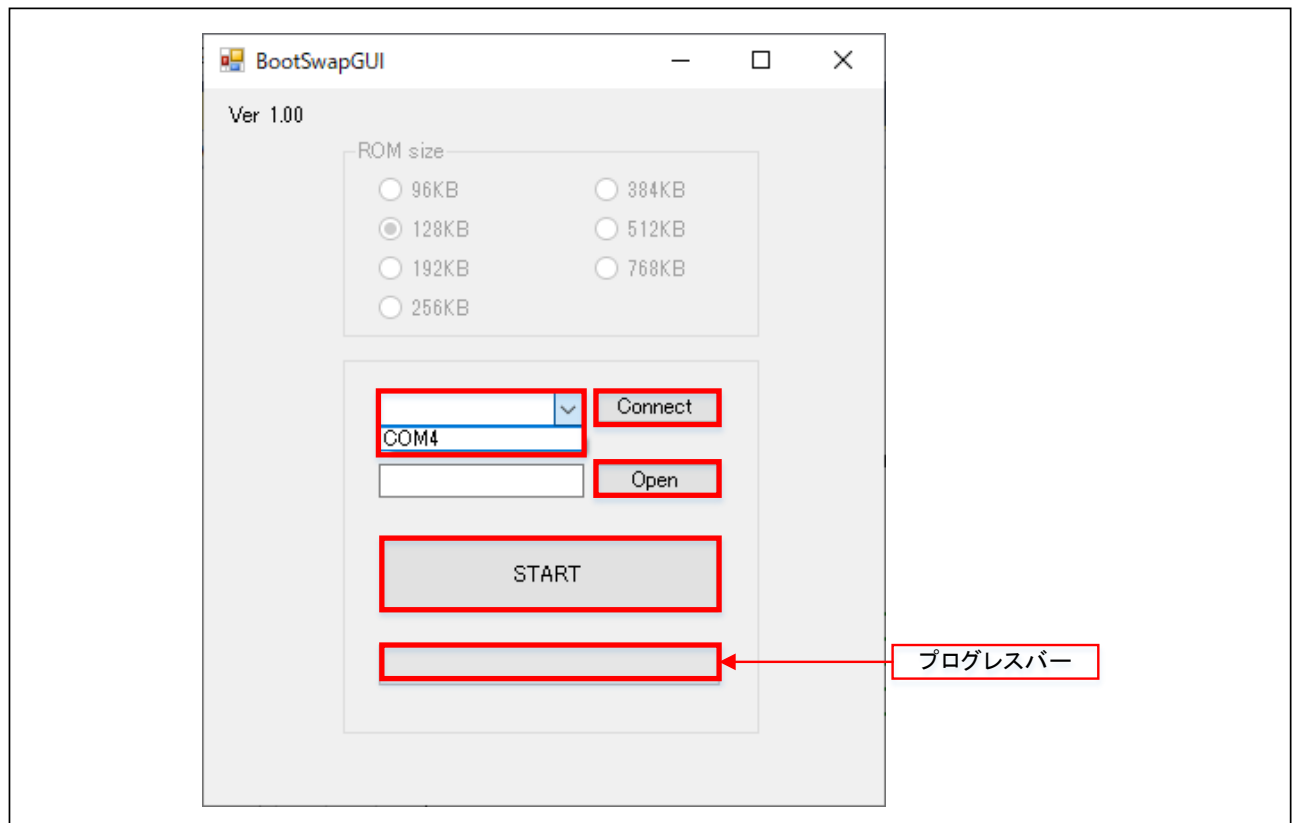 BootSwapGUI
Ver 1.00
ROM size
96KB
384KB
128KB
512KB
192KB
768KB
256KB
Connect
COM4
Open
START
プログレスバー